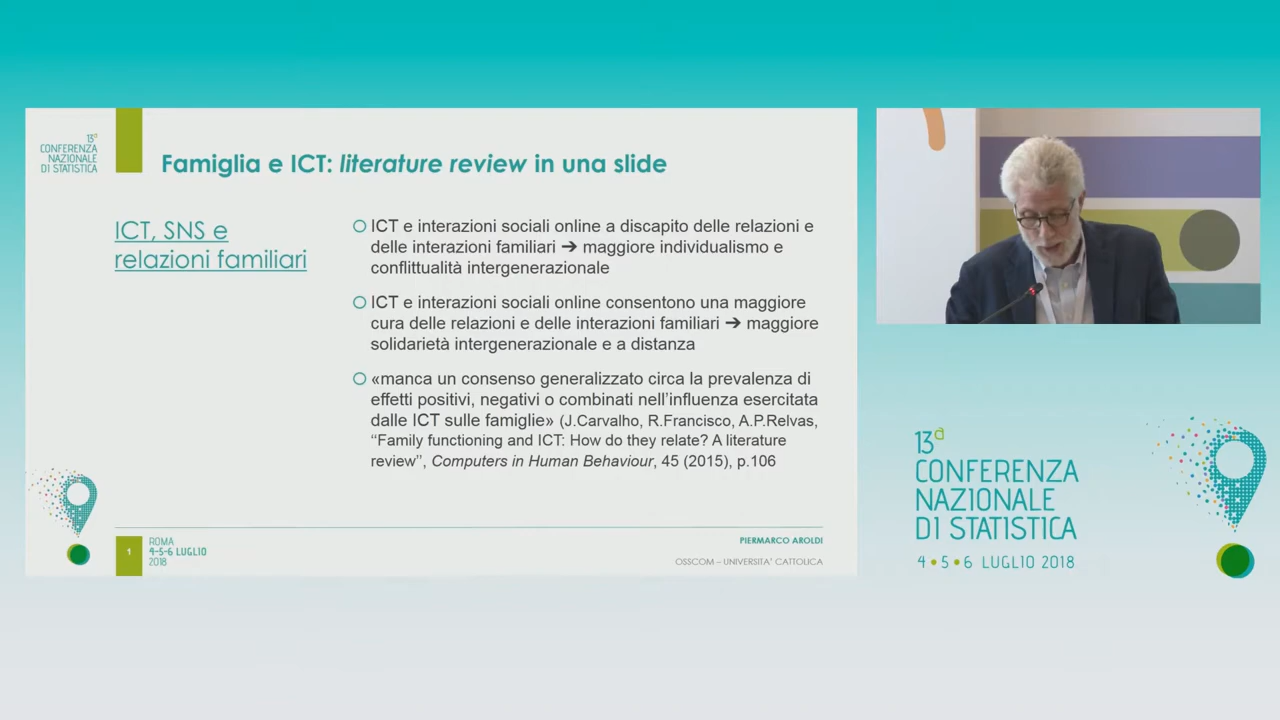 13ª
CONFERENZA
NAZIONALE
DI STATISTICA
Famiglia e ICT: literature review in una slide
ICT, SNS e
relazioni familiari
ICT e interazioni sociali online a discapito delle relazioni e
delle interazioni familiari ➔ maggiore individualismo e
conflittualità intergenerazionale
ICT e interazioni sociali online consentono una maggiore
cura delle relazioni e delle interazioni familiari ➔ maggiore
solidarietà intergenerazionale e a distanza
«manca un consenso generalizzato circa la prevalenza di
effetti positivi, negativi o combinati nell'influenza esercitata
dalle ICT sulle famiglie» (J.Carvalho, R.Francisco, A.P.Relvas,
"Family functioning and ICT: How do they relate? A literature
review", Computers in Human Behaviour, 45 (2015), p.106
1
ROMA
4-5-6 LUGLIO
2018
PIERMARCO AROLDI
OSSCOM – UNIVERSITA' CATTOLICA
13ª
CONFERENZA
NAZIONALE
DI STATISTICA
4•5•6 LUGLIO 2018